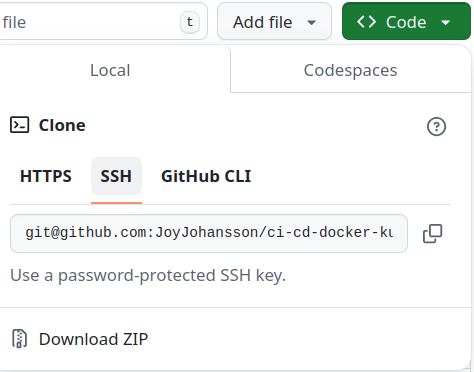 file t Add file Code
Local Codespaces
Clone
HTTPS SSH GitHub CLI
git@github.com:JoyJohansson/ci-cd-docker-ku
Use a password-protected SSH key.
Download ZIP